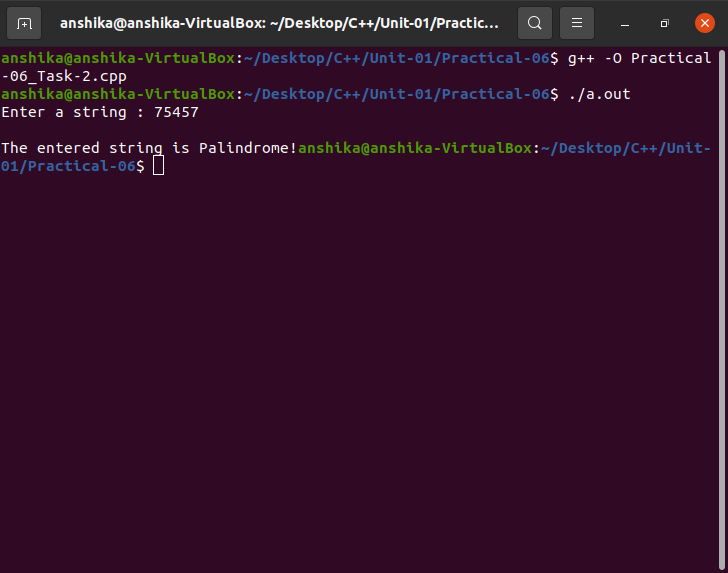 anshika@anshika-VirtualBox: ~/Desktop/C++/Unit-01/Practic...
anshika@anshika-VirtualBox:~/Desktop/C++/Unit-01/Practical-06$ g++ -O Practical
-06_Task-2.cpp
anshika@anshika-VirtualBox:~/Desktop/C++/Unit-01/Practical-06$ ./a.out
Enter a string : 75457
The entered string is Palindrome!anshika@anshika-VirtualBox:~/Desktop/C++/Unit-
01/Practical-06$